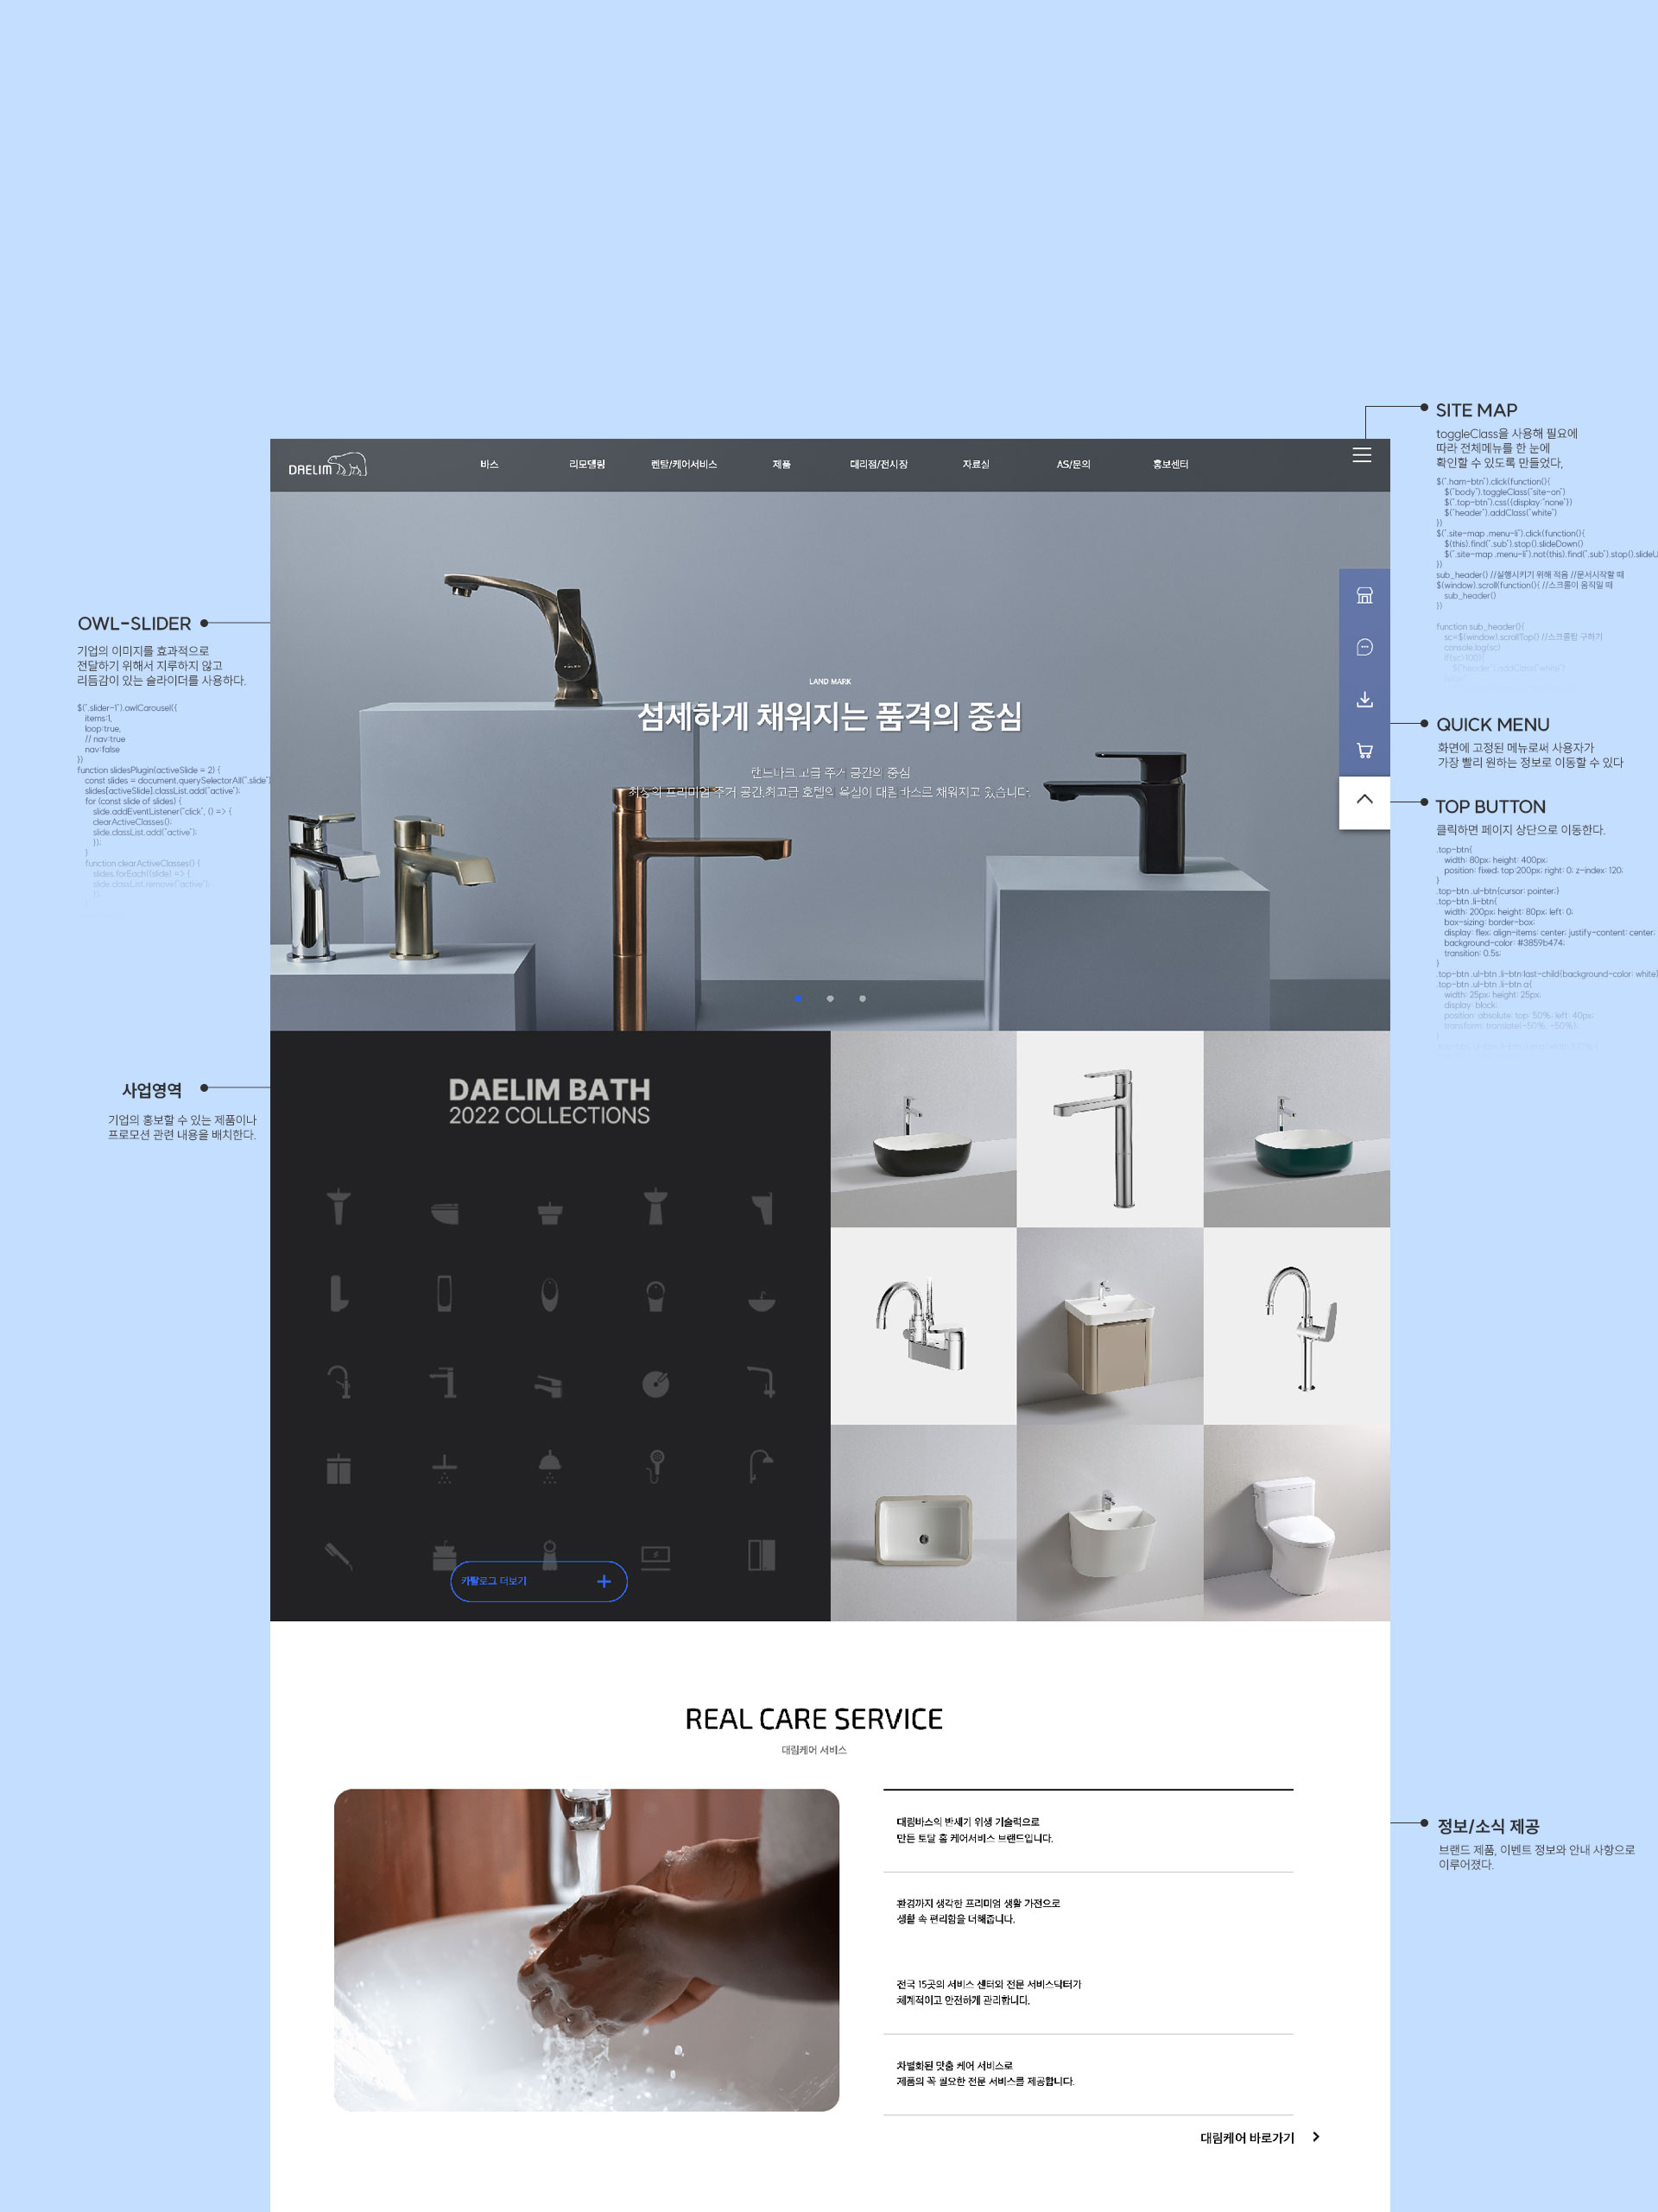 SITE MAP
toggleClass을 사용해 필요에
따라 전체메뉴를 한 눈에
확인할 수 있도록 만들었다,
$(".ham-btn").click(function(){
$("body").toggleClass("site-on")
$(".top-btn").css({display:"none"})
$("header").addClass("white")
})
$(".site-map .menu-li").click(function(){
$(this).find(".sub").stop().slideDown()
$(".site-map .menu-li").not(this).find(".sub").stop().slideU
})
sub_header() //실행시키기 위해 적음 //문서시작할 때
$(window).scroll(function(){ //스크롤이 움직일 때
sub_header()
})
function sub_header(){
sc=$(window).scrollTop() //스크롤탑 구하기
console.log(sc)
if(sc>100){
$("header").addClass("white")
DAELIM
바스
리모델링
렌탈/케어서비스
제품
대리점/전시장
자료실
AS/문의
홍보센터
OWL-SLIDER
기업의 이미지를 효과적으로
전달하기 위해서 지루하지 않고
리듬감이 있는 슬라이더를 사용하다.
$(".slider-1").owlCarousel({
items:1,
loop:true,
// nav:true
nav:false
})
function slidesPlugin(activeSlide = 2) {
const slides = document.querySelectorAll(".slide")
slides[activeSlide].classList.add("active");
for (const slide of slides) {
slide.addEventListener("click", () => {
clearActiveClasses();
slide.classList.add("active");
});
}
function clearActiveClasses() {
slides.forEach((slide) => {
slide.classList.remove("active");
})
LAND MARK
섬세하게 채워지는 품격의 중심
랜드마크 고급 주거 공간의 중심
최상의 프리미엄 주거 공간,최고급 호텔의 욕실이 대림바스로 채워지고 있습니다.
QUICK MENU
화면에 고정된 메뉴로써 사용자가
가장 빨리 원하는 정보로 이동할 수 있다
TOP BUTTON
클릭하면 페이지 상단으로 이동한다.
.top-btn{
width: 80px; height: 400px;
position: fixed; top:200px; right: 0; z-index: 120;
}
.top-btn .ul-btn{cursor: pointer;}
.top-btn .li-btn{
width: 200px; height: 80px; left: 0;
box-sizing: border-box;
display: flex; align-items: center; justify-content: center;
background-color: #3859b474;
transition: 0.5s;
}
.top-btn .ul-btn .li-btn:last-child{background-color: white}
.top-btn .ul-btn .li-btn a{
width: 25px; height: 25px;
display: block;
position: absolute; top: 50%; left: 40px;
transform: translate(-50%, -50%);
}
사업영역
기업의 홍보할 수 있는 제품이나
프로모션 관련 내용을 배치한다.
DAELIM BATH
2022 COLLECTIONS
카탈로그 더보기
REAL CARE SERVICE
대림케어 서비스
대림바스의 반세기 위생 기술력으로
만든 토탈 홈 케어서비스 브랜드입니다.
환경까지 생각한 프리미엄 생활 가전으로
생활 속 편리함을 더해줍니다.
전국 15곳의 서비스 센터와 전문 서비스닥터가
체계적이고 안전하게 관리합니다.
차별화된 맞춤 케어 서비스로
제품의 꼭 필요한 전문 서비스를 제공합니다.
대림케어 바로가기
정보/소식 제공
브랜드 제품, 이벤트 정보와 안내 사항으로
이루어졌다.